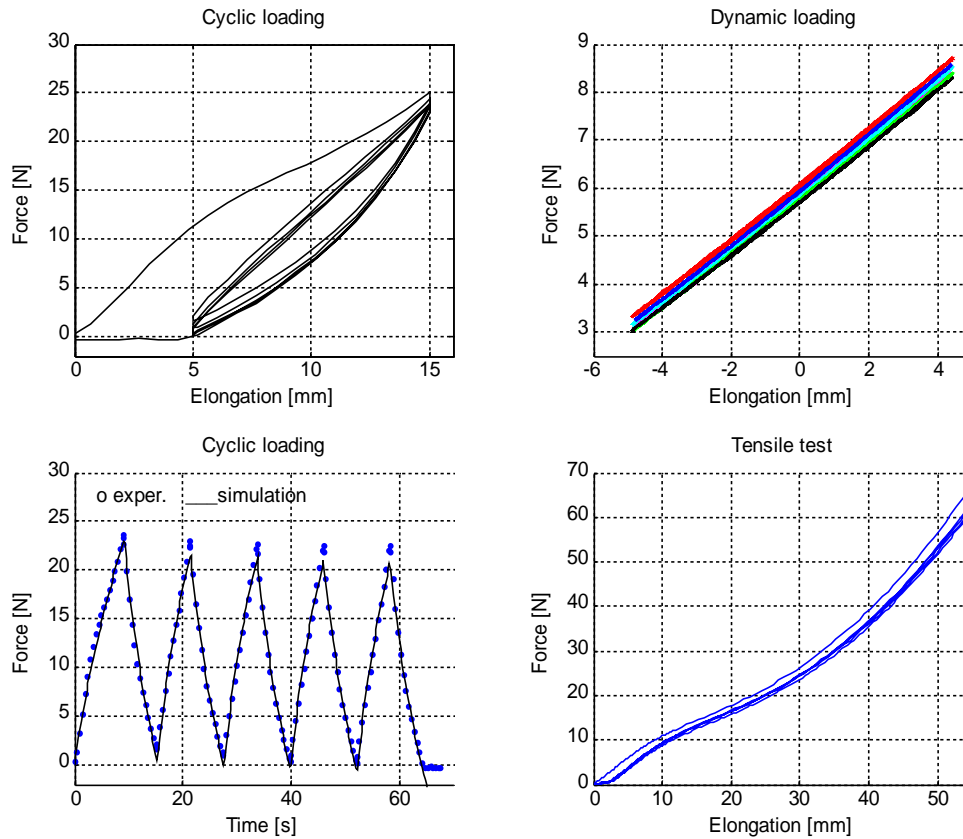 Cyclic loading
30
25
20
15
10
5
0
Force [N]
0 5 10 15
Elongation [mm]
Dynamic loading
9
8
7
6
5
4
3
Force [N]
-6 -4 -2 0 2 4
Elongation [mm]
Cyclic loading
30
25
20
15
10
5
0
Force [N]
o exper. ___simulation
0 20 40 60
Time [s]
Tensile test
70
60
50
40
30
20
10
0
Force [N]
0 10 20 30 40 50
Elongation [mm]